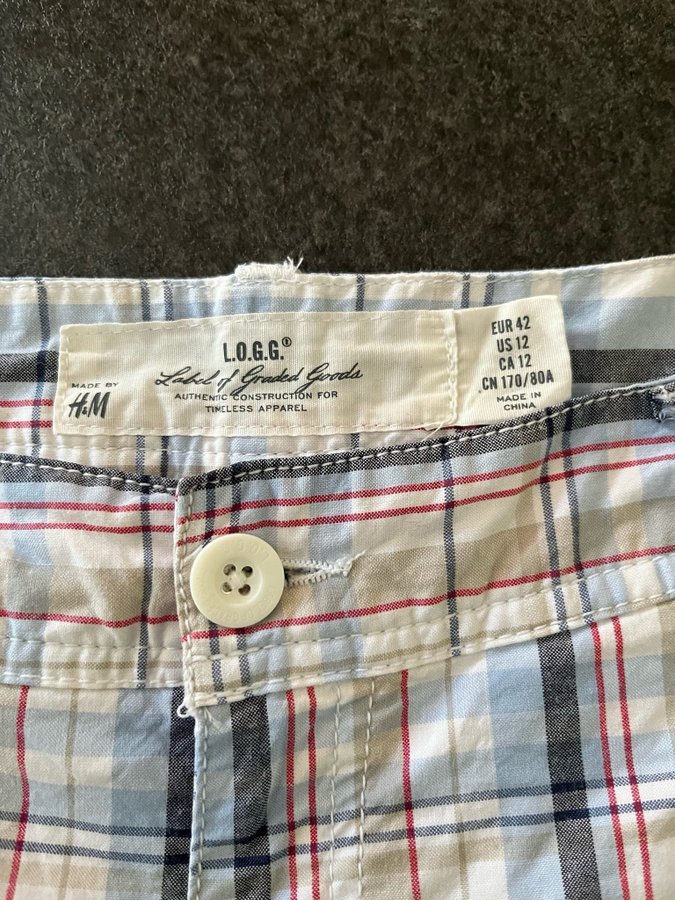 L.O.G.G.®
Label of Graded Goods
AUTHENTIC CONSTRUCTION FOR
TIMELESS APPAREL
MADE BY
H&M
EUR 42
US 12
CA 12
CN 170/80A
MADE IN
CHINA